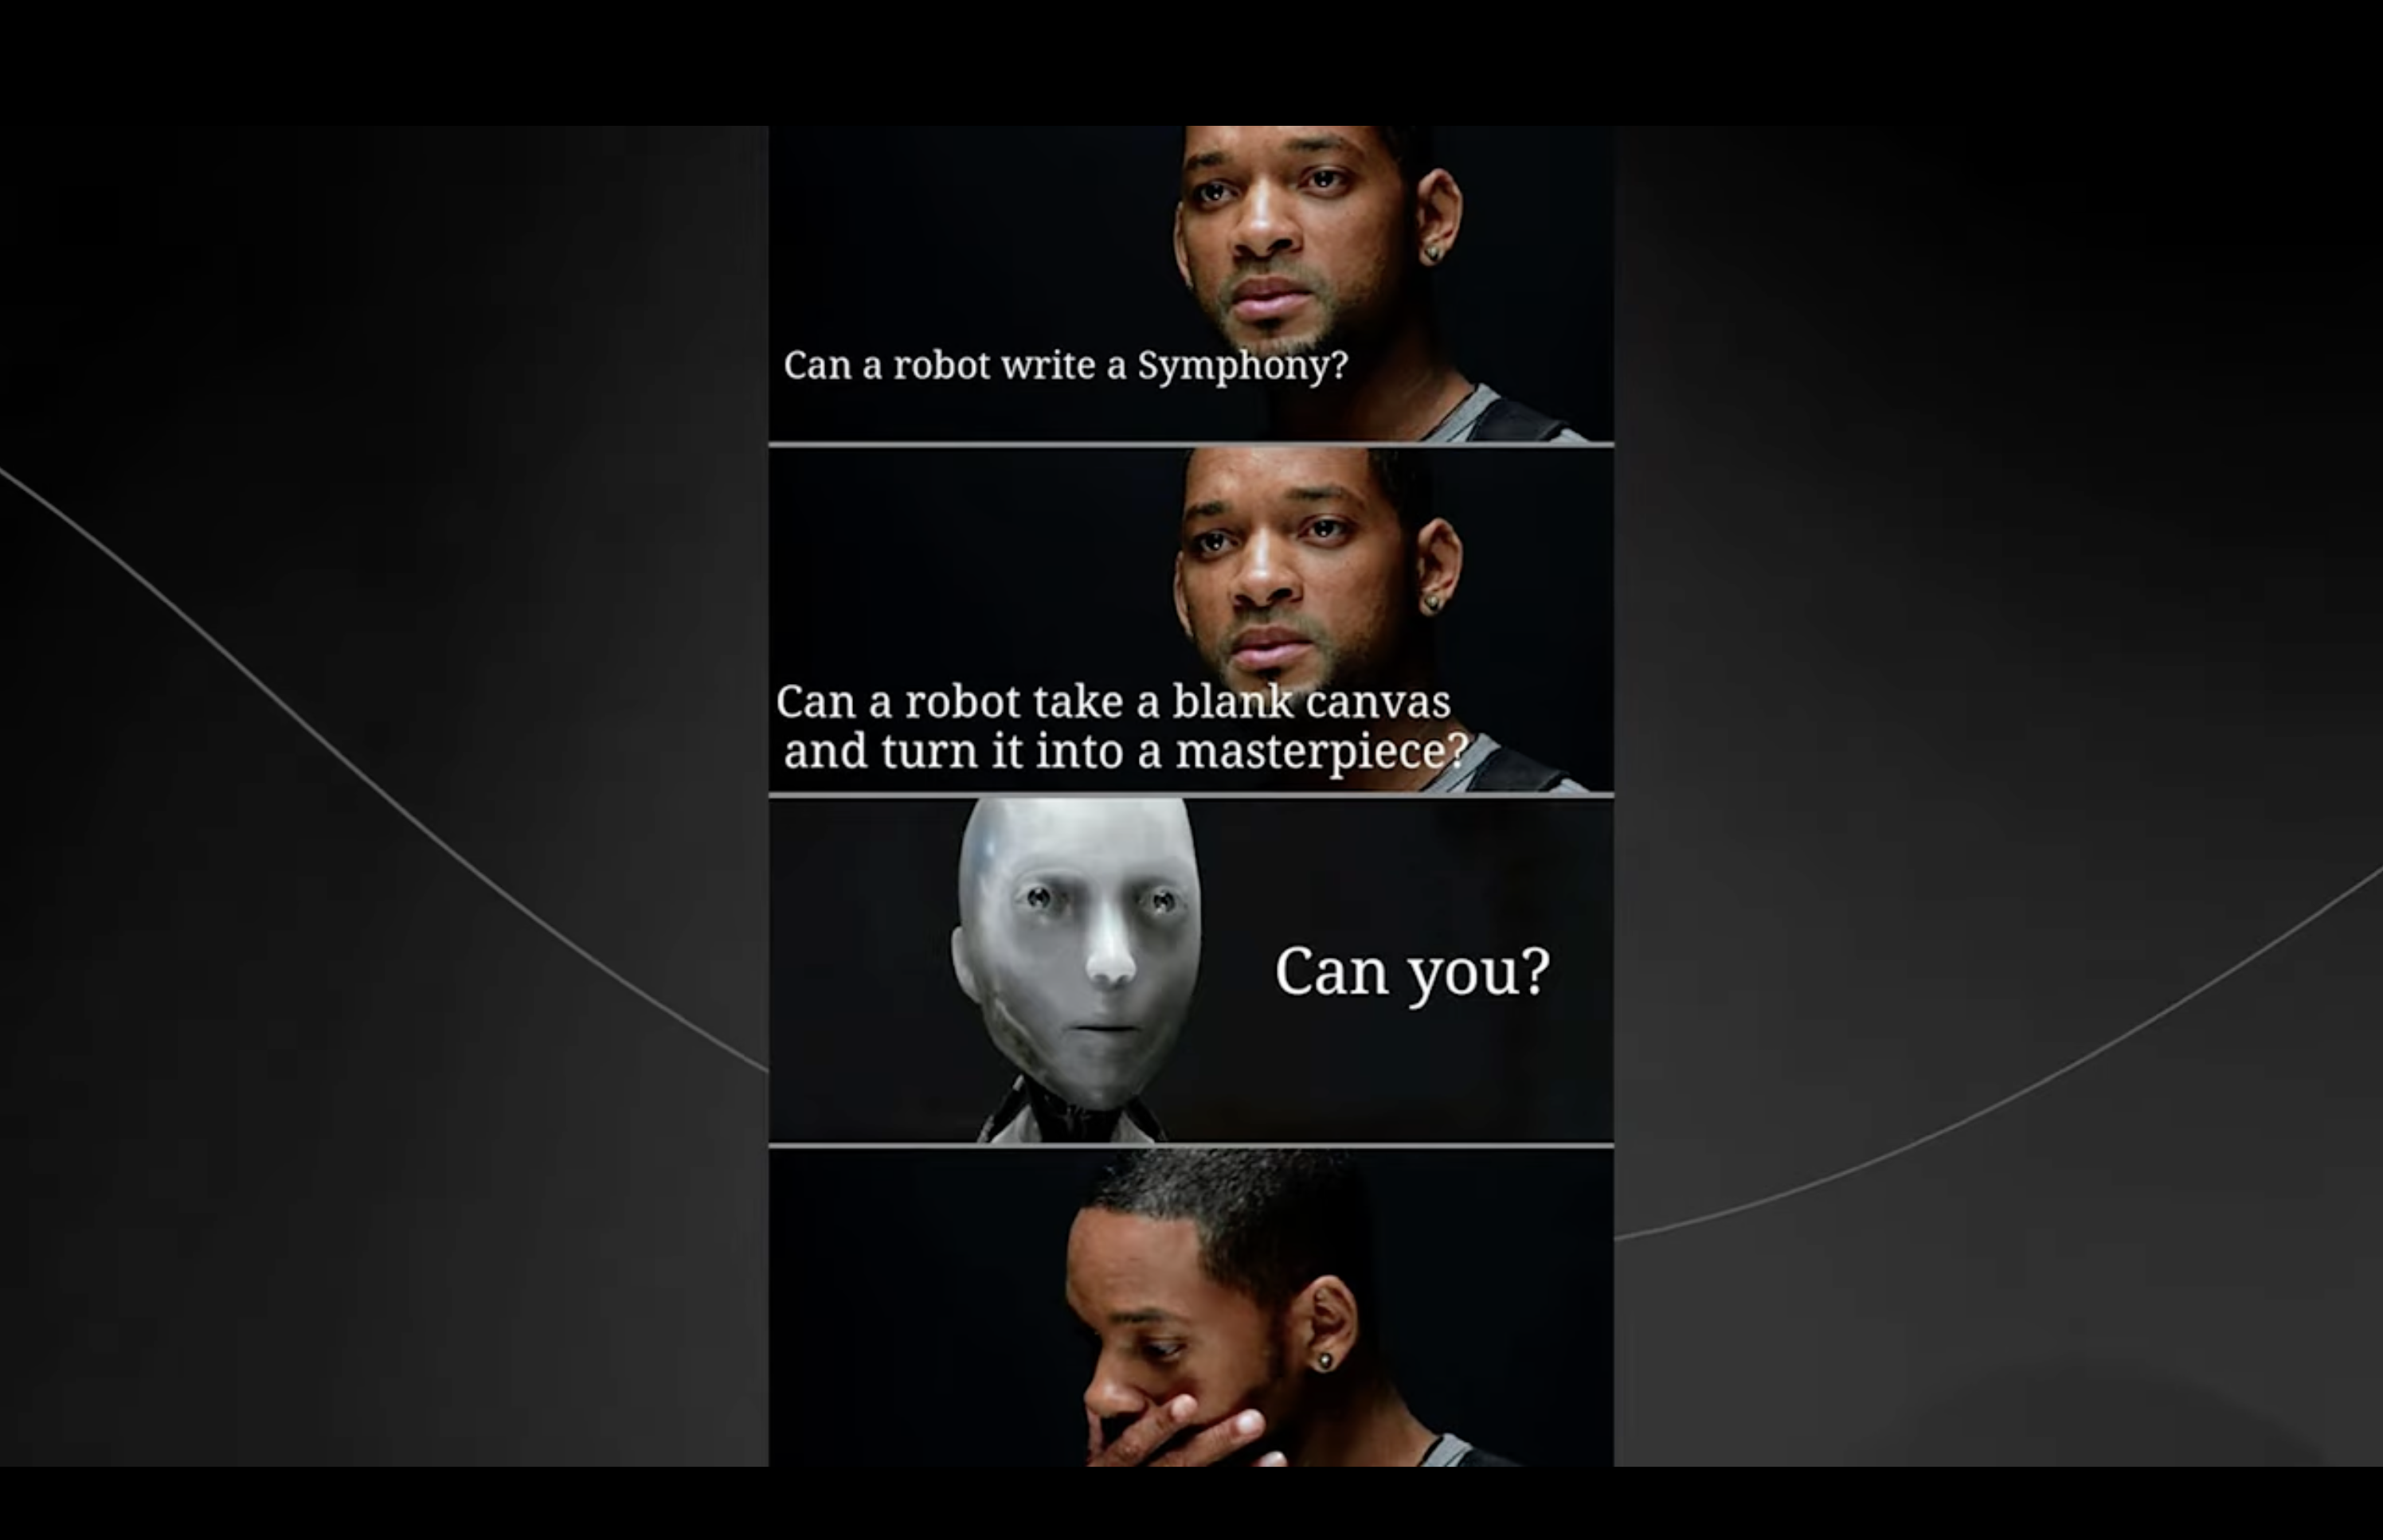 Can a robot write a Symphony?
Can a robot take a blank canvas
and turn it into a masterpiece?
Can you?